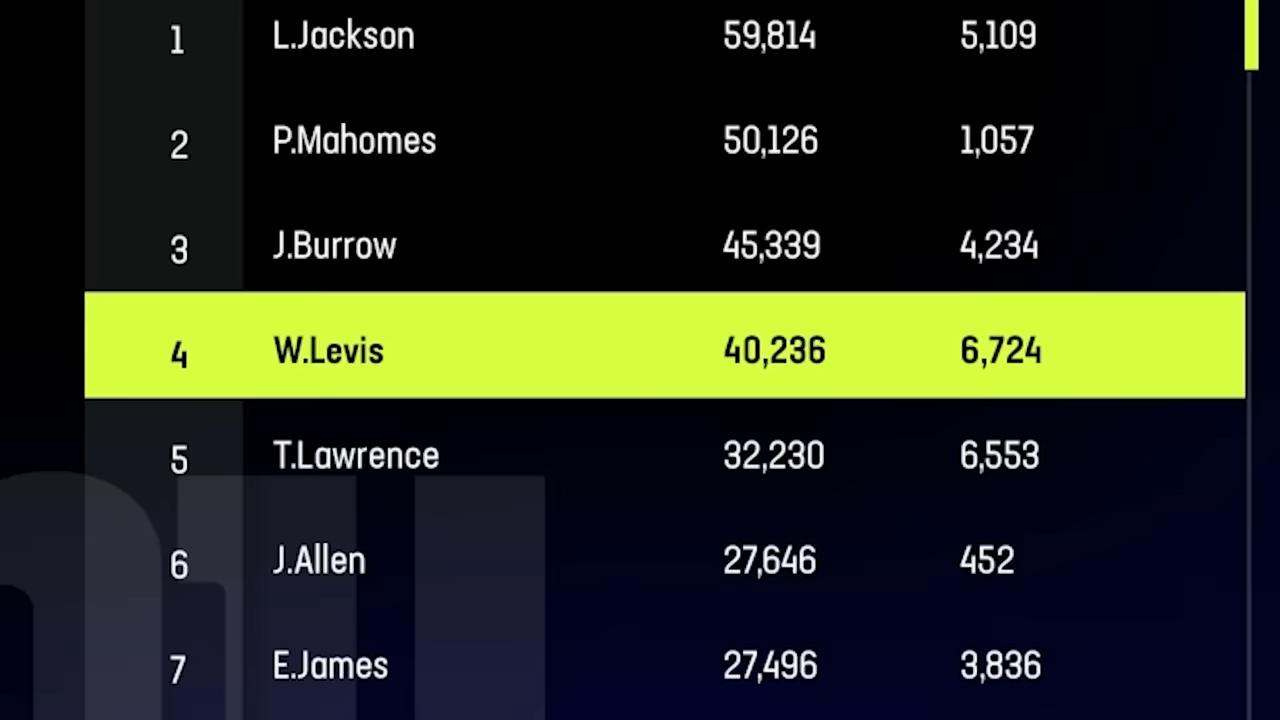 1 L.Jackson 59,814 5,109
2 P.Mahomes 50,126 1,057
3 J.Burrow 45,339 4,234
4 W.Levis 40,236 6,724
5 T.Lawrence 32,230 6,553
6 J.Allen 27,646 452
7 E.James 27,496 3,836